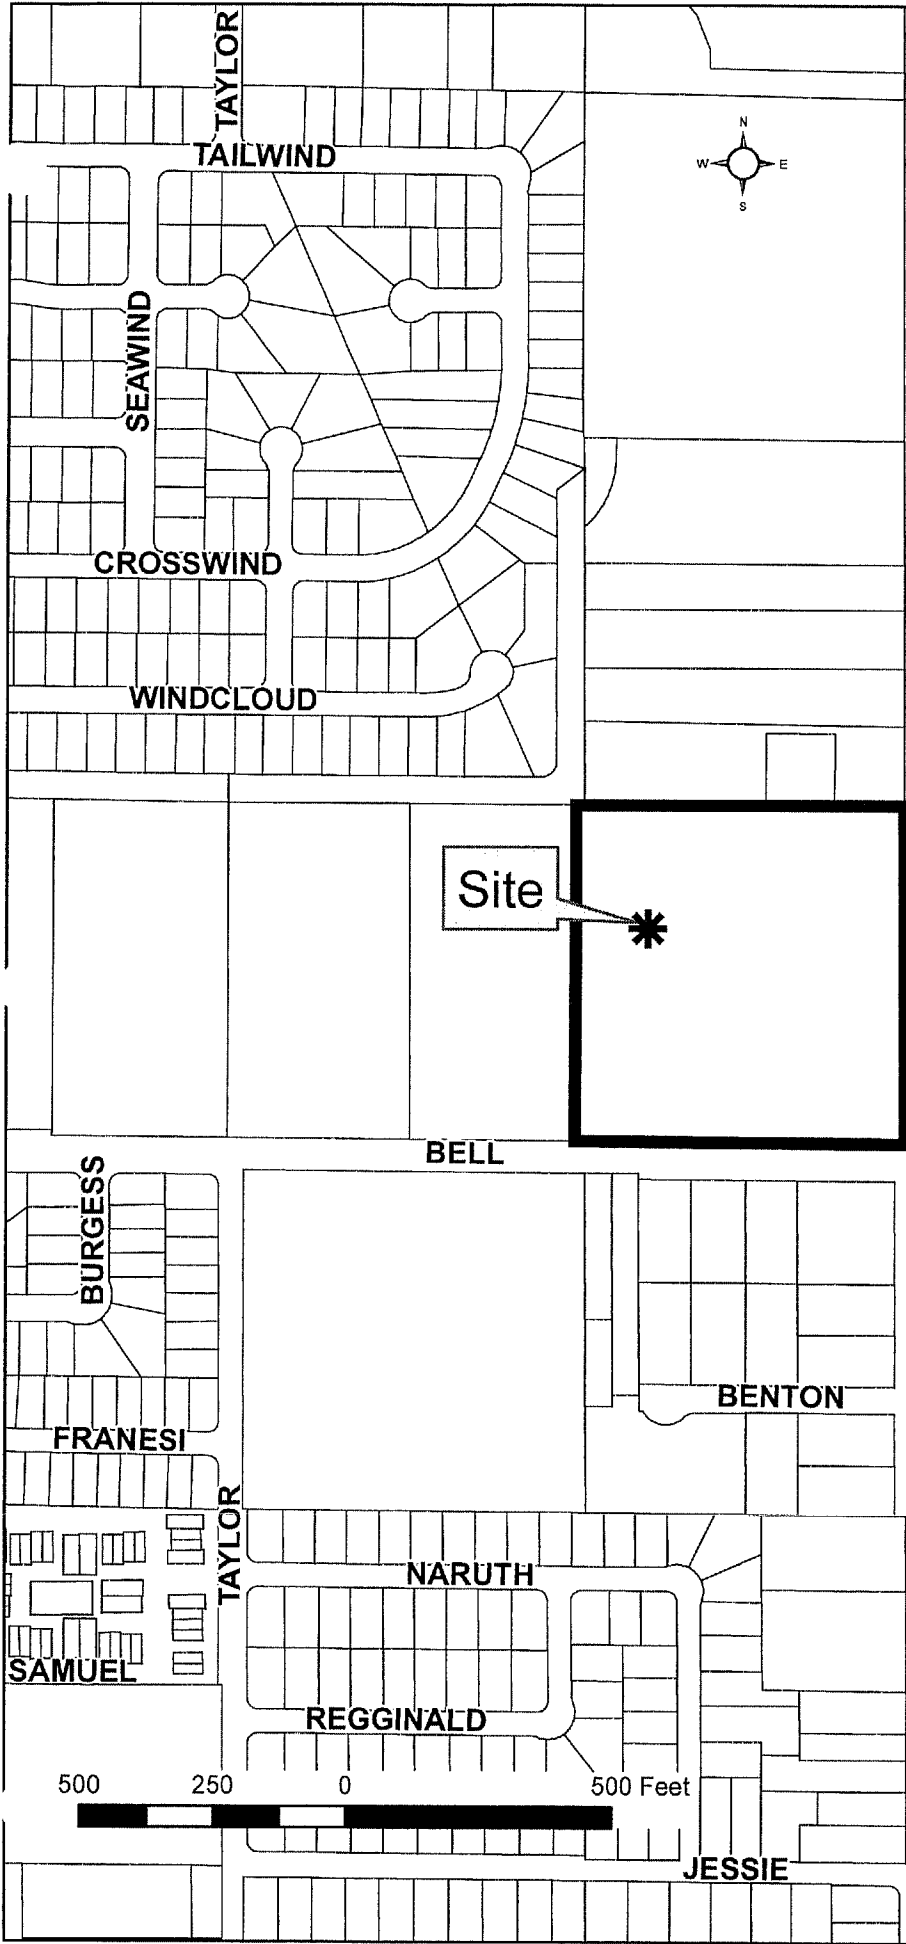 TAYLOR
TAILWIND
N
W E
S
SEAWIND
CROSSWIND
WINDCLOUD
Site
BELL
BURGESS
BENTON
FRANESI
TAYLOR
NARUTH
SAMUEL
REGGINALD
500 250 0 500 Feet
JESSIE